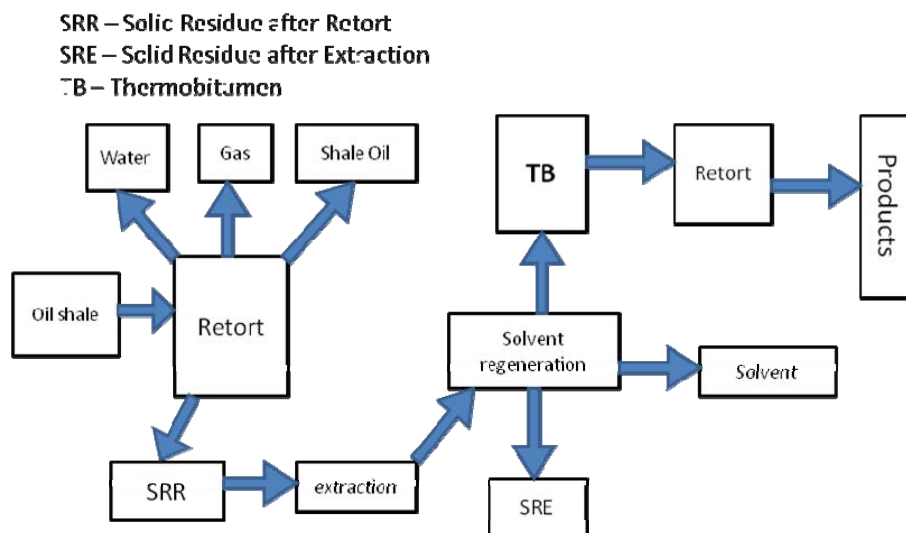 SRR – Solic Residue after Retort
SRE – Solid Residue after Extraction
TB – Thermobitumen
Water
Gas
Shale Oil
TB
Retort
Products
Oil shale
Retort
Solvent
regeneration
Solvent
SRR
extraction
SRE